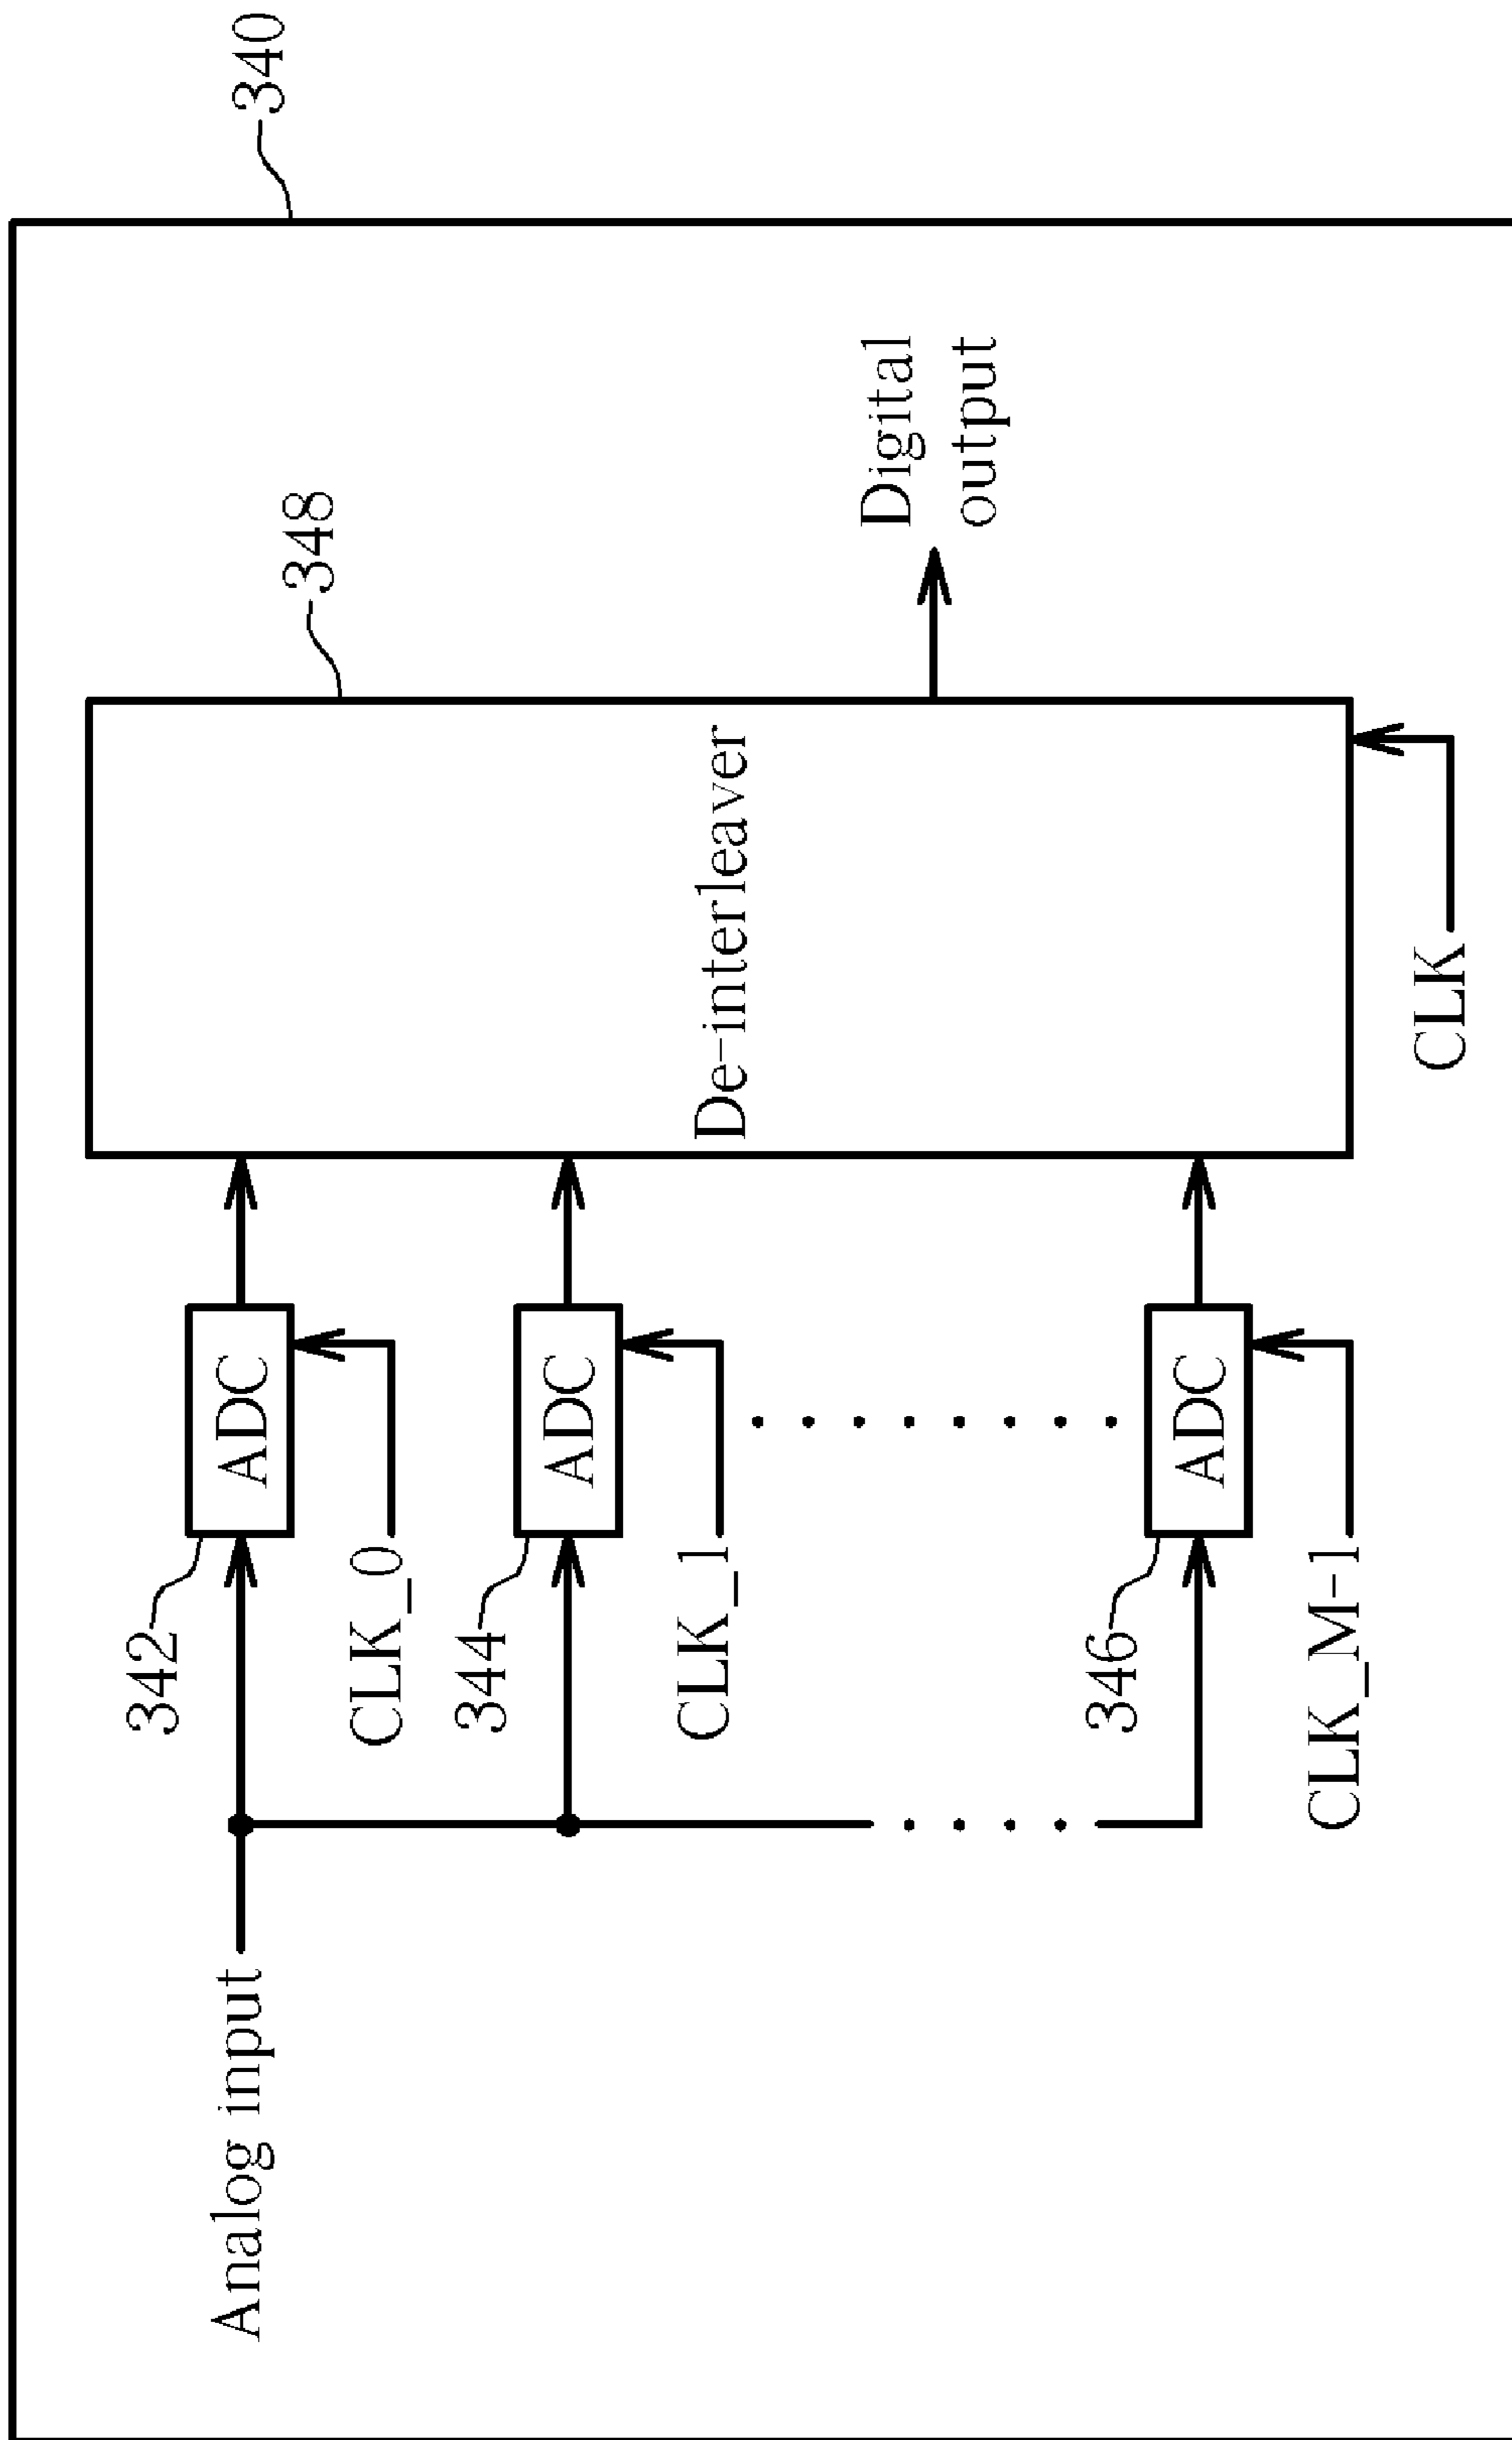 340
348
342
ADC
Analog input
CLK_0
344
ADC
CLK_1
De-interleaver
Digital
output
346
ADC
CLK_M-1
CLK